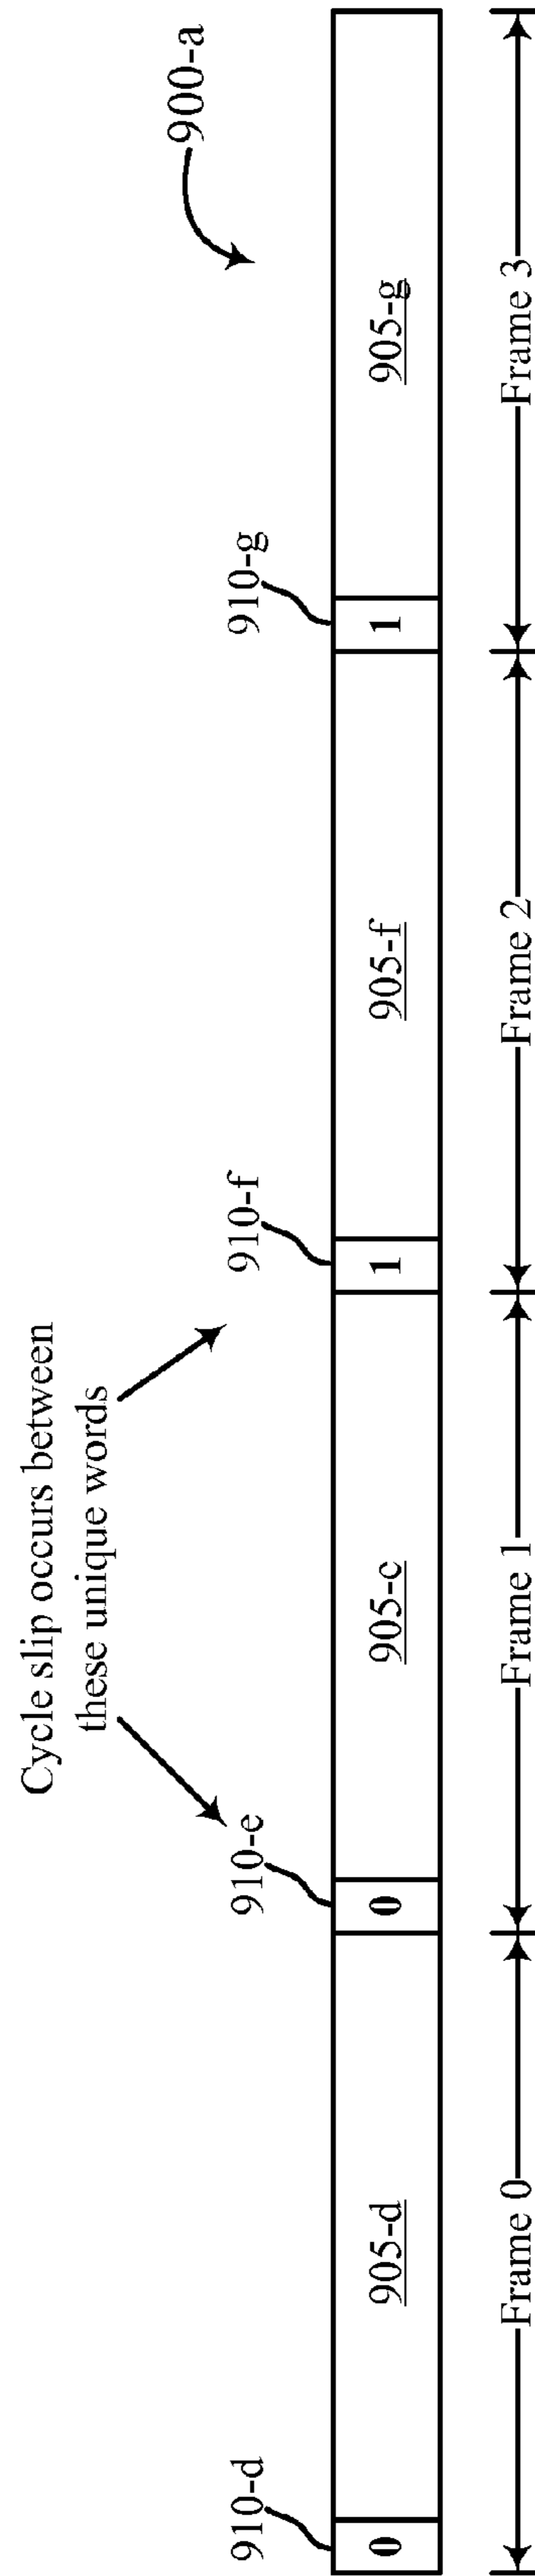 Cycle slip occurs between
these unique words
900-a
910-d
910-e
910-f
910-g
0
905-d
0
905-c
1
905-f
1
905-g
Frame 0
Frame 1
Frame 2
Frame 3